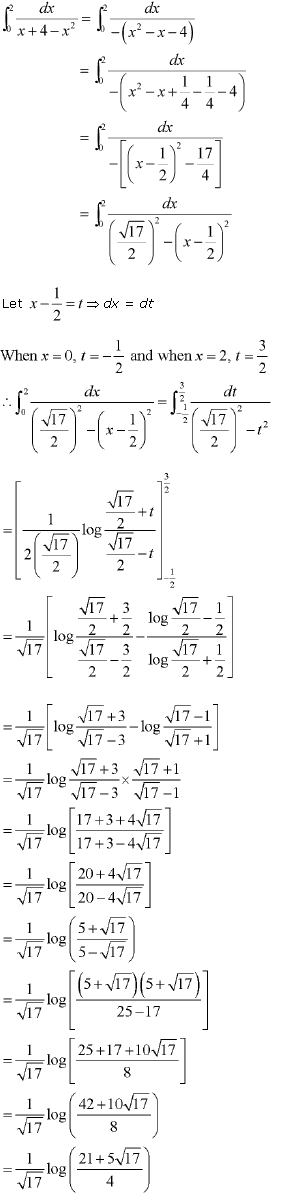 ∫₀² dx/(x+4−x²) = ∫₀² dx/(−(x²−x−4))
= ∫₀² dx/(−(x²−x+1/4−1/4−4))
= ∫₀² dx/(−[(x−1/2)²−17/4])
= ∫₀² dx/((√17/2)²−(x−1/2)²)
Let x−1/2 = t ⇒ dx = dt
When x = 0, t = −1/2 and when x = 2, t = 3/2
∴ ∫₀² dx/((√17/2)²−(x−1/2)²) = ∫_{−1/2}^{3/2} dt/((√17/2)²−t²)
= [1/(2(√17/2)) log (√17/2+t)/(√17/2−t)]_{−1/2}^{3/2}
= 1/√17 [log (√17/2+3/2)/(√17/2−3/2) − (log √17/2−1/2)/(log √17/2+1/2)]
= 1/√17 [log (√17+3)/(√17−3) − log (√17−1)/(√17+1)]
= 1/√17 log (√17+3)/(√17−3) × (√17+1)/(√17−1)
= 1/√17 log [(17+3+4√17)/(17+3−4√17)]
= 1/√17 log [(20+4√17)/(20−4√17)]
= 1/√17 log ((5+√17)/(5−√17))
= 1/√17 log [((5+√17)(5+√17))/(25−17)]
= 1/√17 log [(25+17+10√17)/8]
= 1/√17 log ((42+10√17)/8)
= 1/√17 log ((21+5√17)/4)